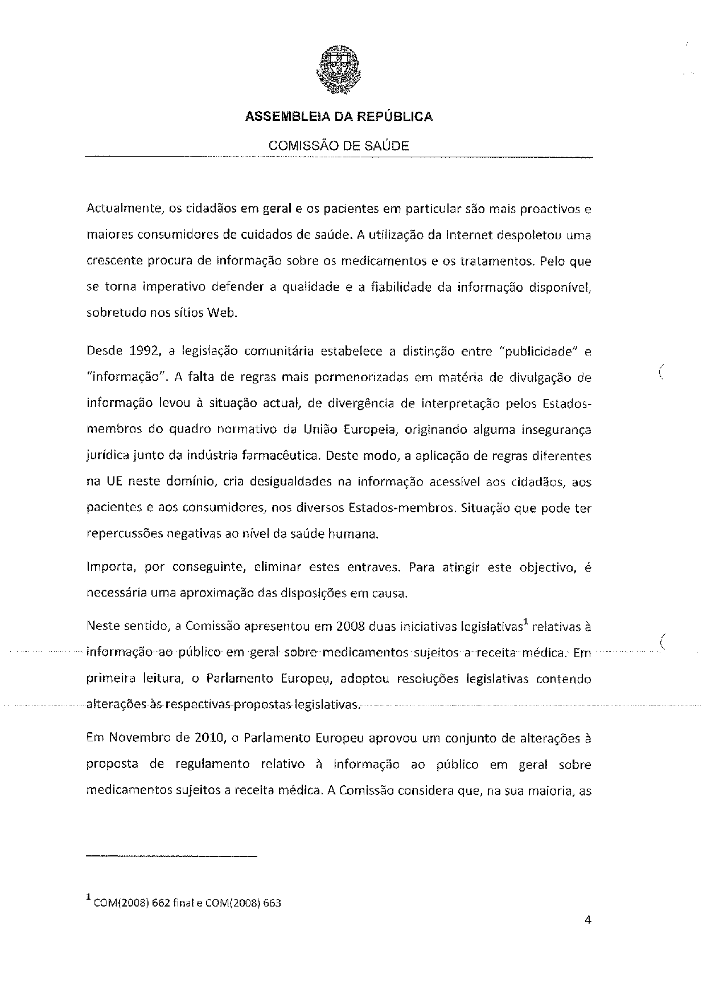 ASSEMBLEIA DA REPÚBLICA
COMISSÃO DE SAÚDE
Actualmente, os cidadãos em geral e os pacientes em particular são mais proactivos e
maiores consumidores de cuidados de saúde. A utilização da Internet despoletou uma
crescente procura de informação sobre os medicamentos e os tratamentos. Pelo que
se torna imperativo defender a qualidade e a fiabilidade da informação disponível,
sobretudo nos sítios Web.
Desde 1992, a legislação comunitária estabelece a distinção entre "publicidade" e
"informação". A falta de regras mais pormenorizadas em matéria de divulgação de
informação levou à situação actual, de divergência de interpretação pelos Estados-
membros do quadro normativo da União Europeia, originando alguma insegurança
jurídica junto da indústria farmacêutica. Deste modo, a aplicação de regras diferentes
na UE neste domínio, cria desigualdades na informação acessível aos cidadãos, aos
pacientes e aos consumidores, nos diversos Estados-membros. Situação que pode ter
repercussões negativas ao nível da saúde humana.
Importa, por conseguinte, eliminar estes entraves. Para atingir este objectivo, é
necessária uma aproximação das disposições em causa.
Neste sentido, a Comissão apresentou em 2008 duas iniciativas legislativas¹ relativas à
informação ao público em geral sobre medicamentos sujeitos a receita médica. Em
primeira leitura, o Parlamento Europeu, adoptou resoluções legislativas contendo
alterações às respectivas propostas legislativas.
Em Novembro de 2010, o Parlamento Europeu aprovou um conjunto de alterações à
proposta de regulamento relativo à informação ao público em geral sobre
medicamentos sujeitos a receita médica. A Comissão considera que, na sua maioria, as
¹ COM(2008) 662 final e COM(2008) 663
4